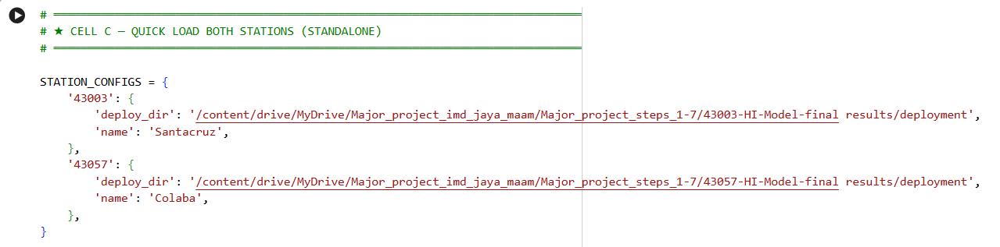 # ══════════════════════════════════════════════════════════════════════════════
# ★ CELL C — QUICK LOAD BOTH STATIONS (STANDALONE)
# ══════════════════════════════════════════════════════════════════════════════
STATION_CONFIGS = {
    '43003': {
        'deploy_dir': '/content/drive/MyDrive/Major_project_imd_jaya_maam/Major_project_steps_1-7/43003-HI-Model-final results/deployment',
        'name': 'Santacruz',
    },
    '43057': {
        'deploy_dir': '/content/drive/MyDrive/Major_project_imd_jaya_maam/Major_project_steps_1-7/43057-HI-Model-final results/deployment',
        'name': 'Colaba',
    },
}